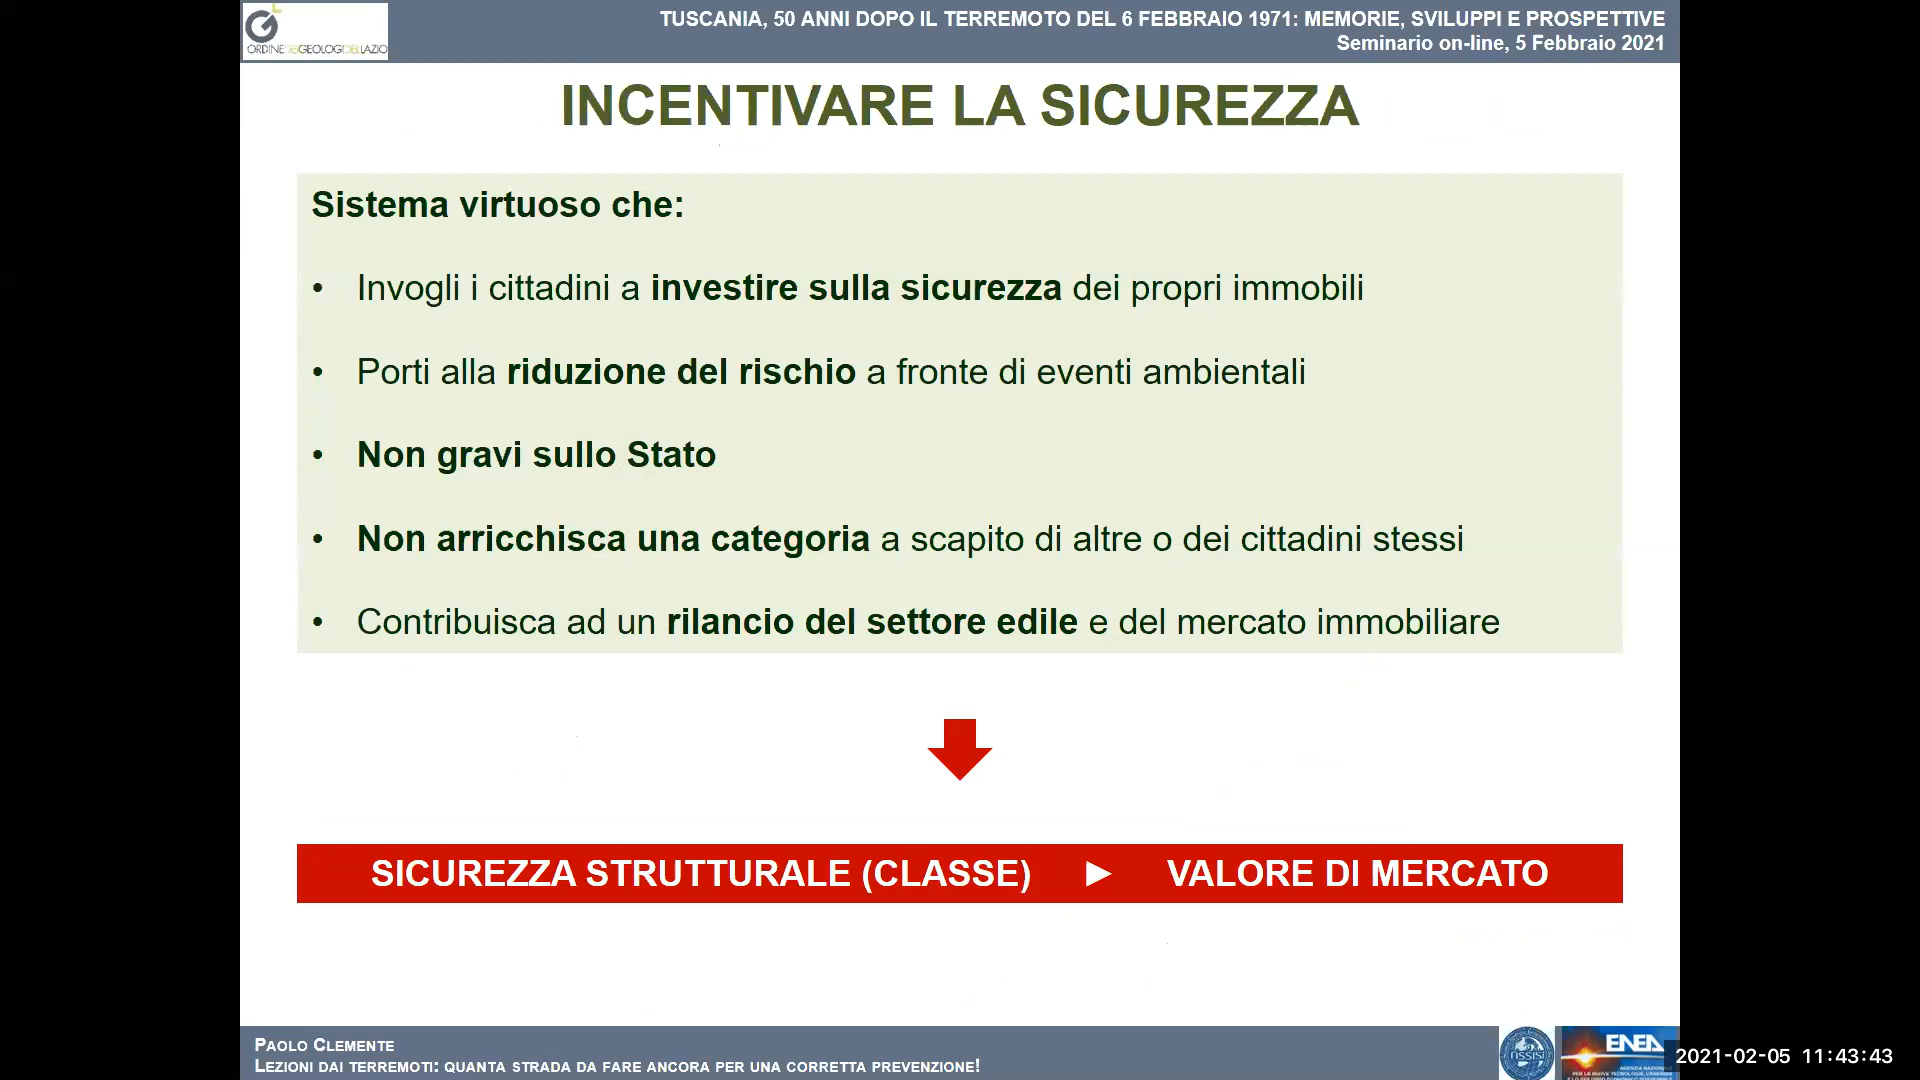 ORDINE DEI GEOLOGI DEL LAZIO
TUSCANIA, 50 ANNI DOPO IL TERREMOTO DEL 6 FEBBRAIO 1971: MEMORIE, SVILUPPI E PROSPETTIVE
Seminario on-line, 5 Febbraio 2021
INCENTIVARE LA SICUREZZA
Sistema virtuoso che:
• Invogli i cittadini a investire sulla sicurezza dei propri immobili
• Porti alla riduzione del rischio a fronte di eventi ambientali
• Non gravi sullo Stato
• Non arricchisca una categoria a scapito di altre o dei cittadini stessi
• Contribuisca ad un rilancio del settore edile e del mercato immobiliare
SICUREZZA STRUTTURALE (CLASSE) ► VALORE DI MERCATO
PAOLO CLEMENTE
LEZIONI DAI TERREMOTI: QUANTA STRADA DA FARE ANCORA PER UNA CORRETTA PREVENZIONE!
ENEA
2021-02-05 11:43:43